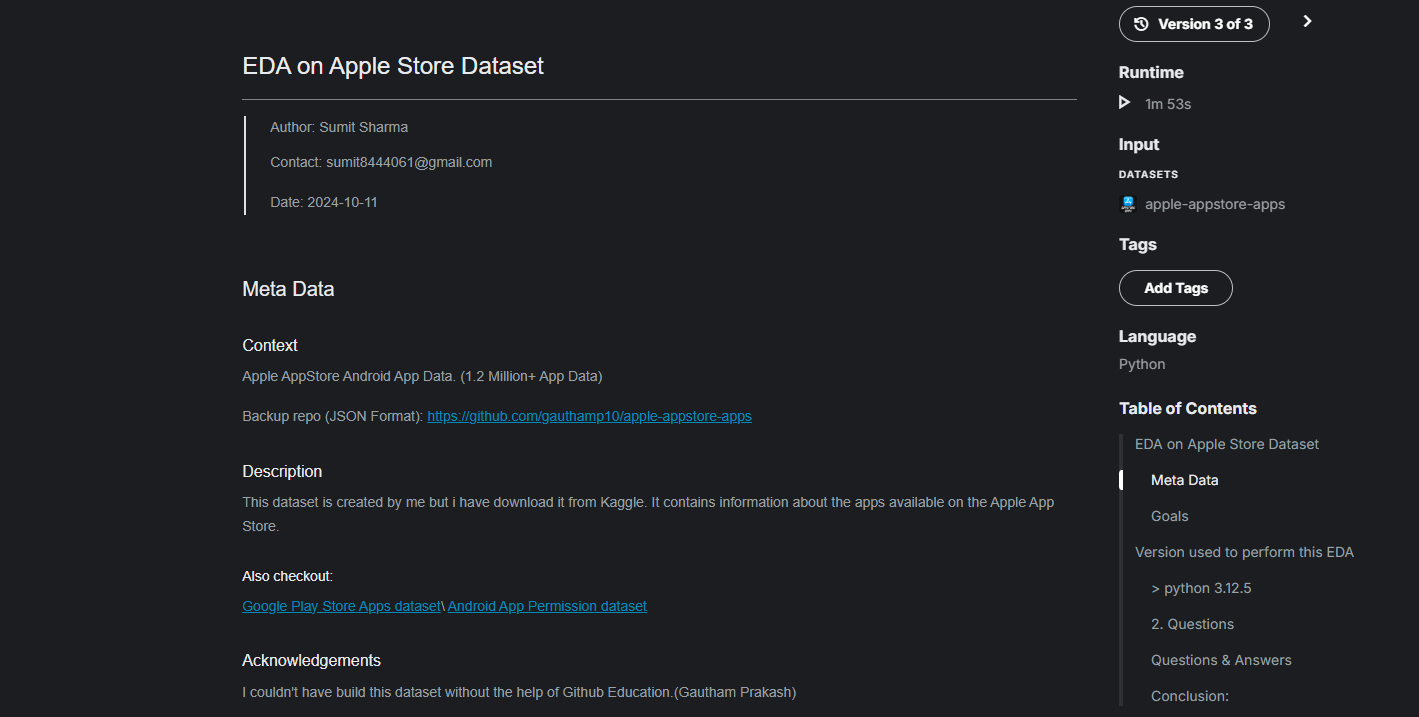 EDA on Apple Store Dataset
Author: Sumit Sharma
Contact: sumit8444061@gmail.com
Date: 2024-10-11
Meta Data
Context
Apple AppStore Android App Data. (1.2 Million+ App Data)
Backup repo (JSON Format): https://github.com/gauthamp10/apple-appstore-apps
Description
This dataset is created by me but i have download it from Kaggle. It contains information about the apps available on the Apple App
Store.
Also checkout:
Google Play Store Apps dataset\ Android App Permission dataset
Acknowledgements
I couldn't have build this dataset without the help of Github Education.(Gautham Prakash)
Version 3 of 3
Runtime
1m 53s
Input
DATASETS
apple-appstore-apps
Tags
Add Tags
Language
Python
Table of Contents
EDA on Apple Store Dataset
Meta Data
Goals
Version used to perform this EDA
> python 3.12.5
2. Questions
Questions & Answers
Conclusion: